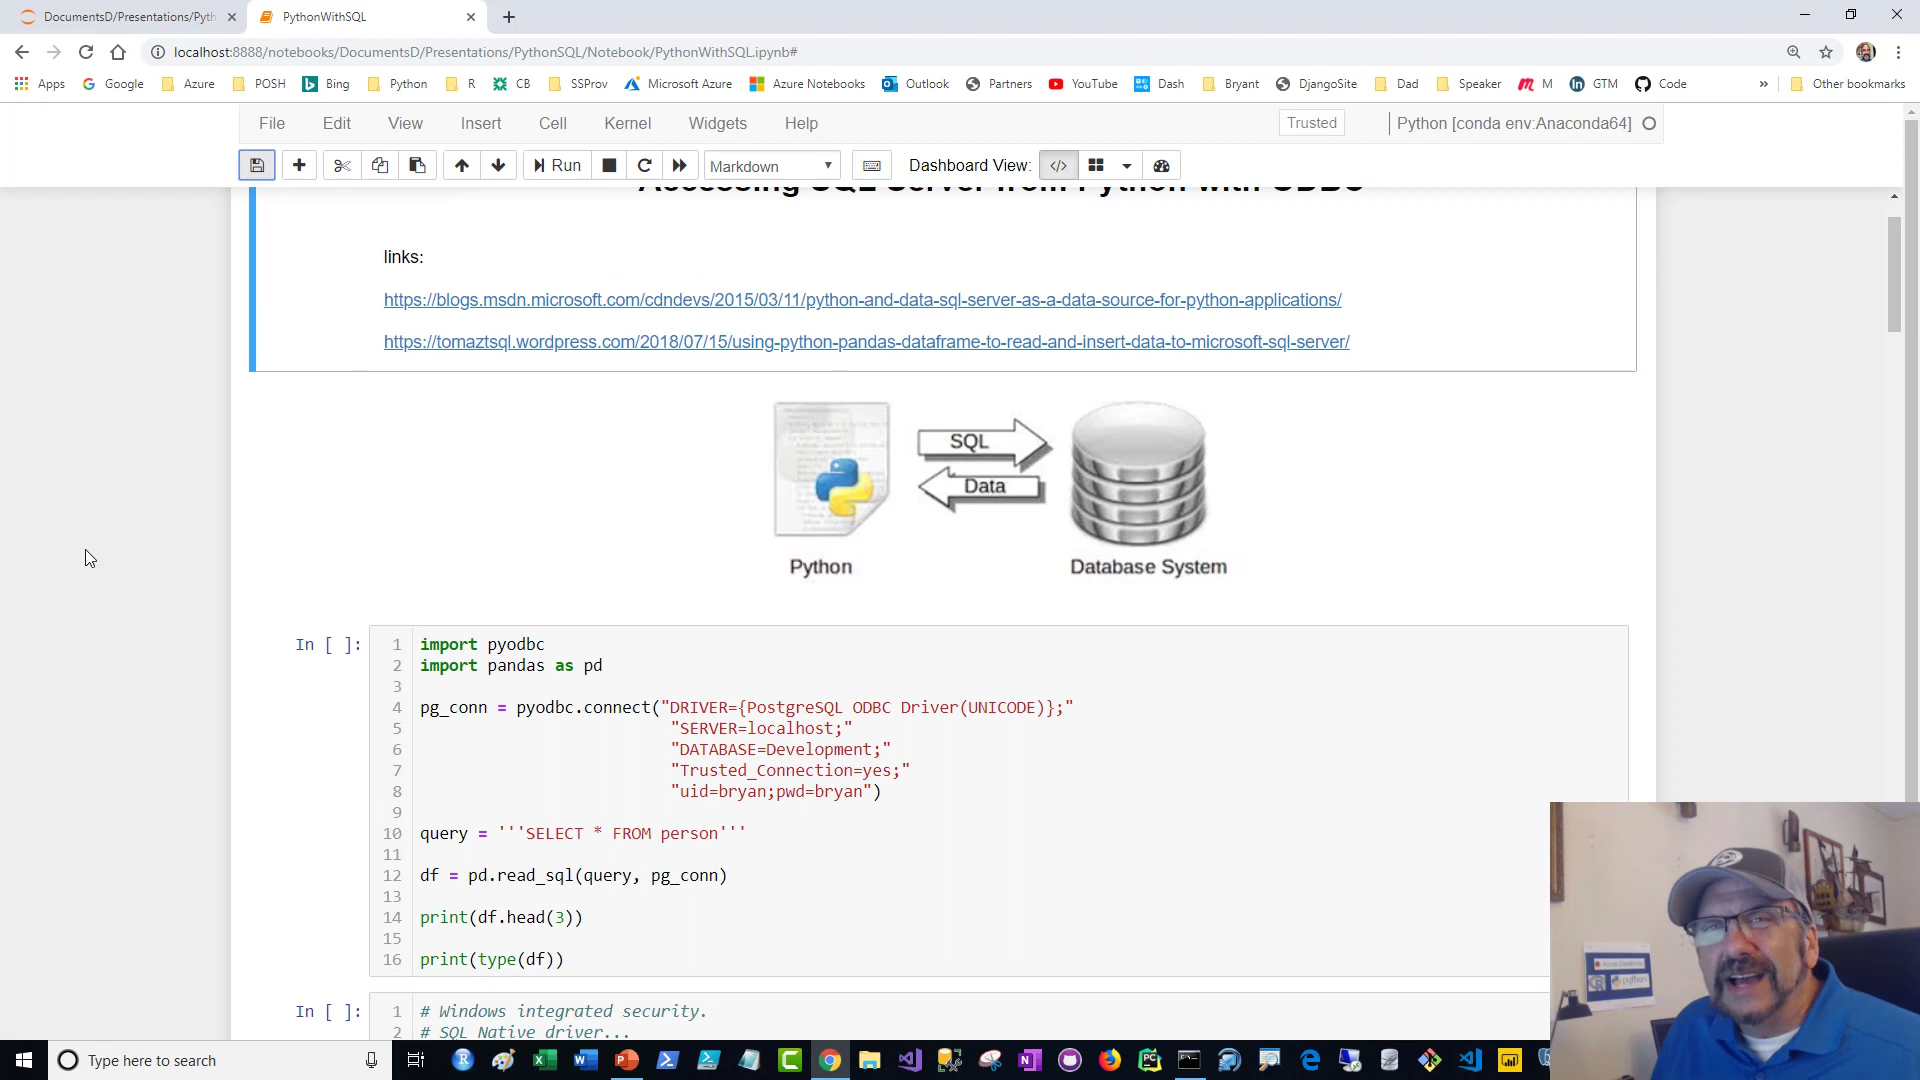 DocumentsD/Presentations/Pyth
PythonWithSQL
localhost:8888/notebooks/DocumentsD/Presentations/PythonSQL/Notebook/PythonWithSQL.ipynb#
Apps Google Azure POSH Bing Python R CB SSProv Microsoft Azure Azure Notebooks Outlook Partners YouTube Dash Bryant DjangoSite Dad Speaker M GTM Code » Other bookmarks
File Edit View Insert Cell Kernel Widgets Help Trusted Python [conda env:Anaconda64]
Run Markdown Dashboard View: </>
Accessing SQL Server from Python with ODBC
links:
https://blogs.msdn.microsoft.com/cdndevs/2015/03/11/python-and-data-sql-server-as-a-data-source-for-python-applications/
https://tomaztsql.wordpress.com/2018/07/15/using-python-pandas-dataframe-to-read-and-insert-data-to-microsoft-sql-server/
SQL
Data
Python Database System
In [ ]: 1 import pyodbc
2 import pandas as pd
3
4 pg_conn = pyodbc.connect("DRIVER={PostgreSQL ODBC Driver(UNICODE)};"
5 "SERVER=localhost;"
6 "DATABASE=Development;"
7 "Trusted_Connection=yes;"
8 "uid=bryan;pwd=bryan")
9
10 query = '''SELECT * FROM person'''
11
12 df = pd.read_sql(query, pg_conn)
13
14 print(df.head(3))
15
16 print(type(df))
In [ ]: 1 # Windows integrated security.
2 # SQL Native driver...
python
Type here to search